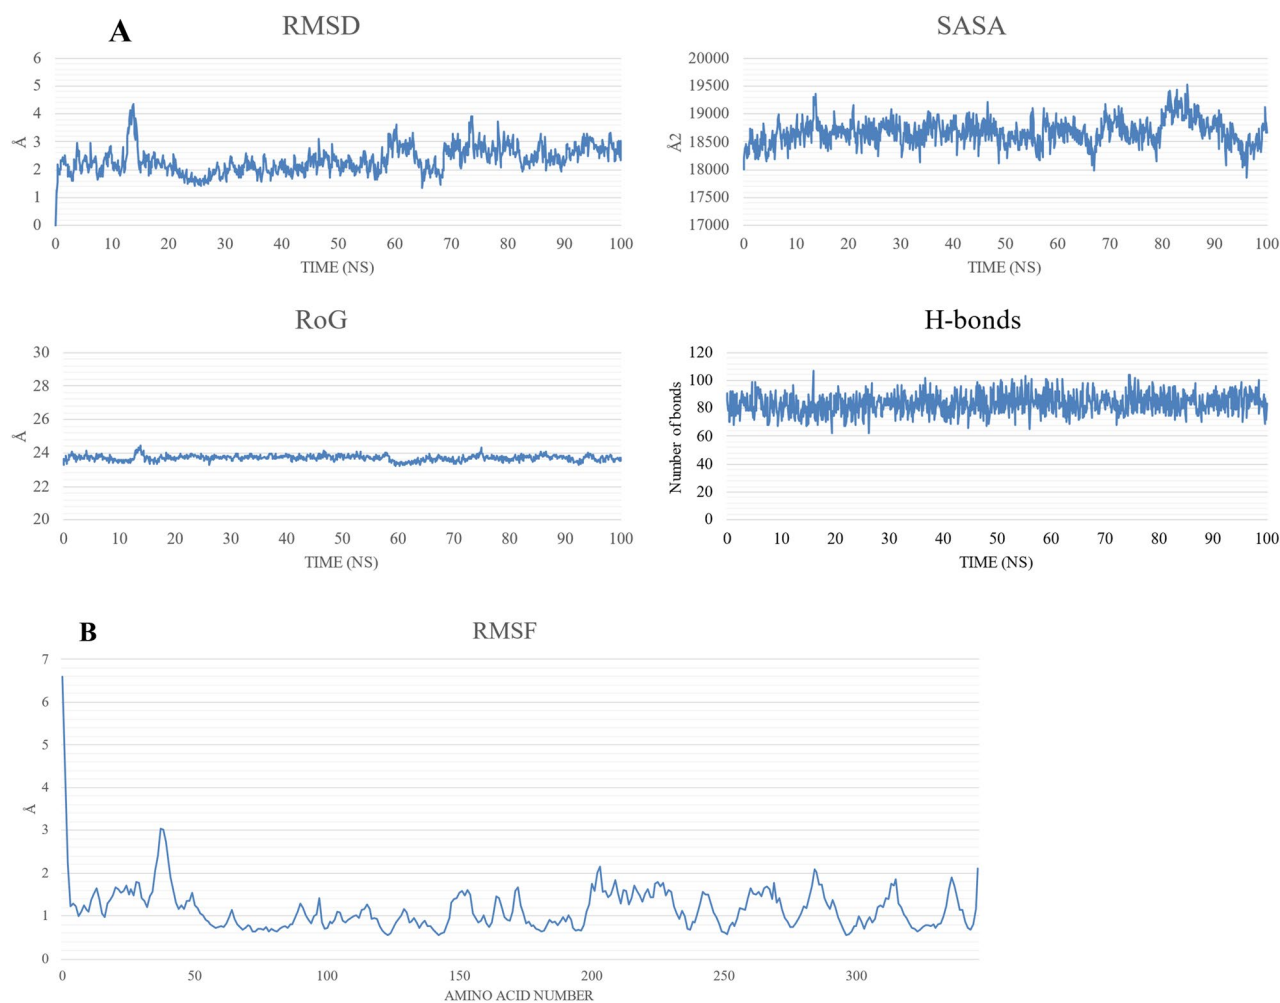 A
RMSD
6
5
4
3
2
1
0
Å
0 10 20 30 40 50 60 70 80 90 100
TIME (NS)
SASA
20000
19500
19000
18500
18000
17500
17000
Å2
0 10 20 30 40 50 60 70 80 90 100
TIME (NS)
RoG
30
28
26
24
22
20
Å
0 10 20 30 40 50 60 70 80 90 100
TIME (NS)
H-bonds
120
100
80
60
40
20
0
Number of bonds
0 10 20 30 40 50 60 70 80 90 100
TIME (NS)
B
RMSF
7
6
5
4
3
2
1
0
Å
0 50 100 150 200 250 300
AMINO ACID NUMBER